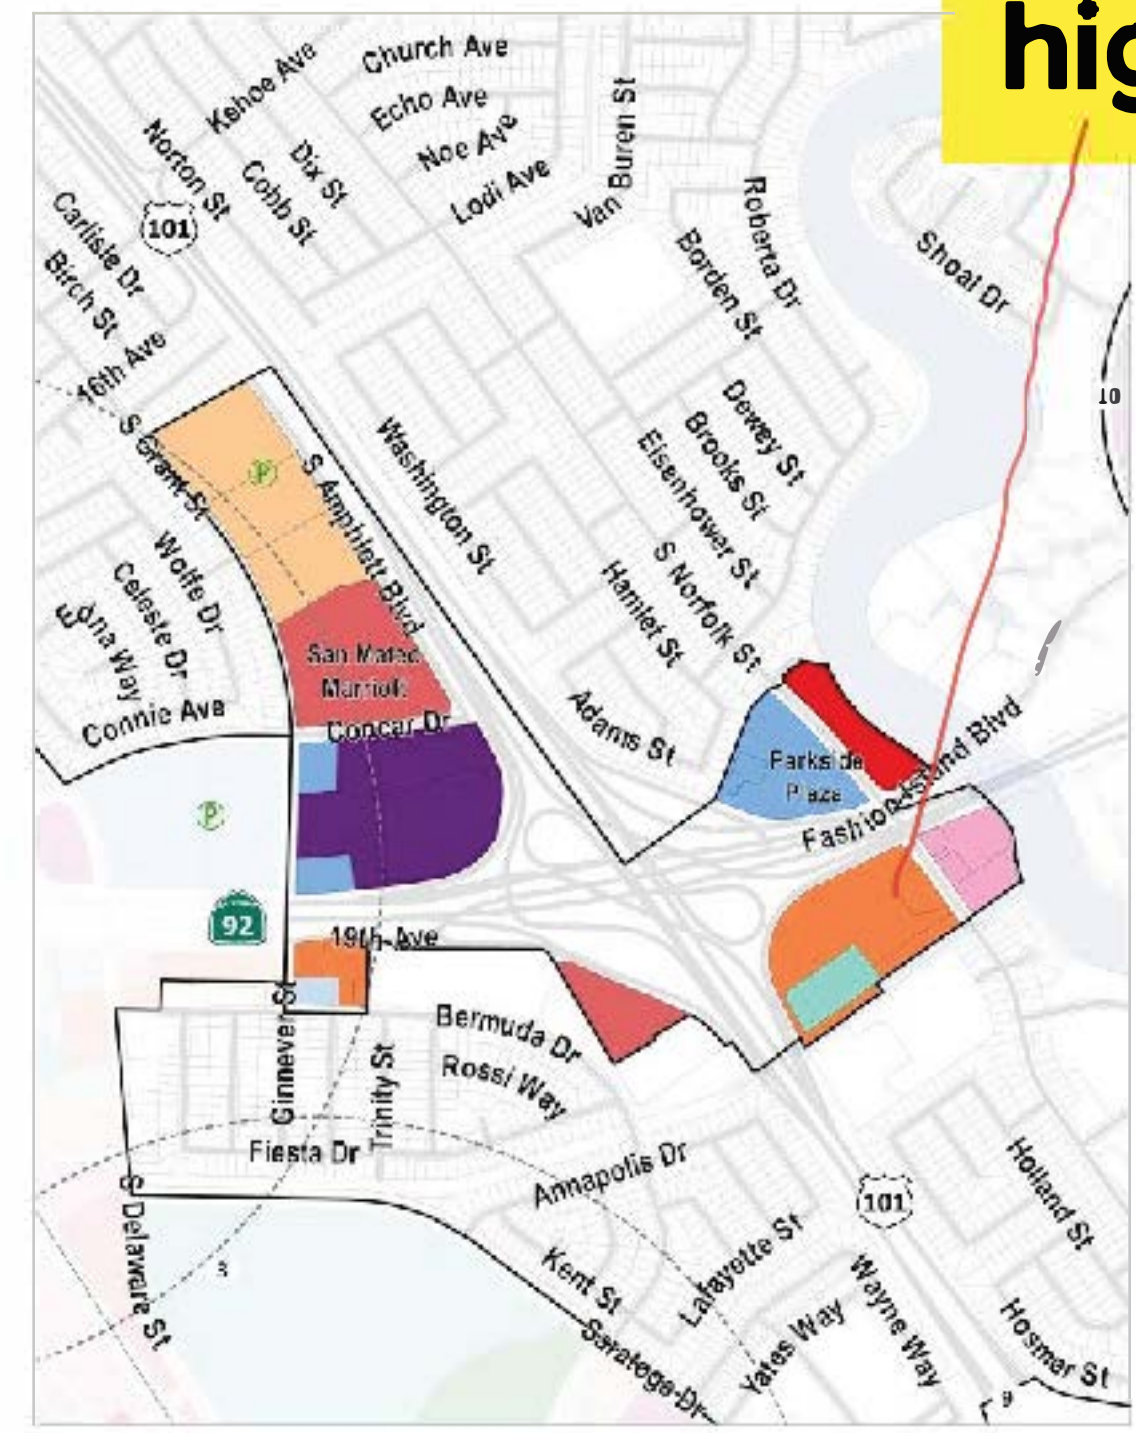 hig
Church Ave
Kehoe Ave
Echo Ave
Noe Ave
Lodi Ave
Van Buren St
Norton St
Dix St
Cobb St
101
Carlisle Dr
Birch St
Roberta Dr
Borden St
Shoal Dr
16th Ave
10
S Grant St
P
S Amphlett Blvd
Washington St
Dewey St
Brooks St
Eisenhower St
S Norfolk St
Hamlet St
Wolfe Dr
Celeste Dr
Edna Way
San Mateo
Marriott
Connie Ave
Concar Dr
Adams St
Parkside
Plaza
Fashion Island Blvd
P
92
19th Ave
Bermuda Dr
Rossi Way
Ginnever St
Trinity St
Fiesta Dr
Annapolis Dr
S Delaware St
Kent St
Lafayette St
101
Holland St
Saratoga Dr
Yates Way
Wayne Way
Hosmer St
9